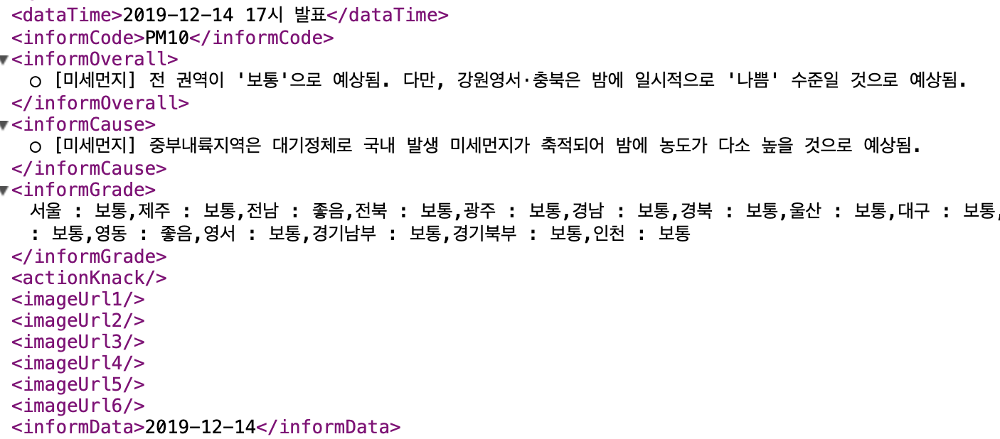 <dataTime>2019-12-14 17시 발표</dataTime>
<informCode>PM10</informCode>
<informOverall>
○ [미세먼지] 전 권역이 '보통'으로 예상됨. 다만, 강원영서·충북은 밤에 일시적으로 '나쁨' 수준일 것으로 예상됨.
</informOverall>
<informCause>
○ [미세먼지] 중부내륙지역은 대기정체로 국내 발생 미세먼지가 축적되어 밤에 농도가 다소 높을 것으로 예상됨.
</informCause>
<informGrade>
서울 : 보통,제주 : 보통,전남 : 좋음,전북 : 보통,광주 : 보통,경남 : 보통,경북 : 보통,울산 : 보통,대구 : 보통,
: 보통,영동 : 좋음,영서 : 보통,경기남부 : 보통,경기북부 : 보통,인천 : 보통
</informGrade>
<actionKnack/>
<imageUrl1/>
<imageUrl2/>
<imageUrl3/>
<imageUrl4/>
<imageUrl5/>
<imageUrl6/>
<informData>2019-12-14</informData>